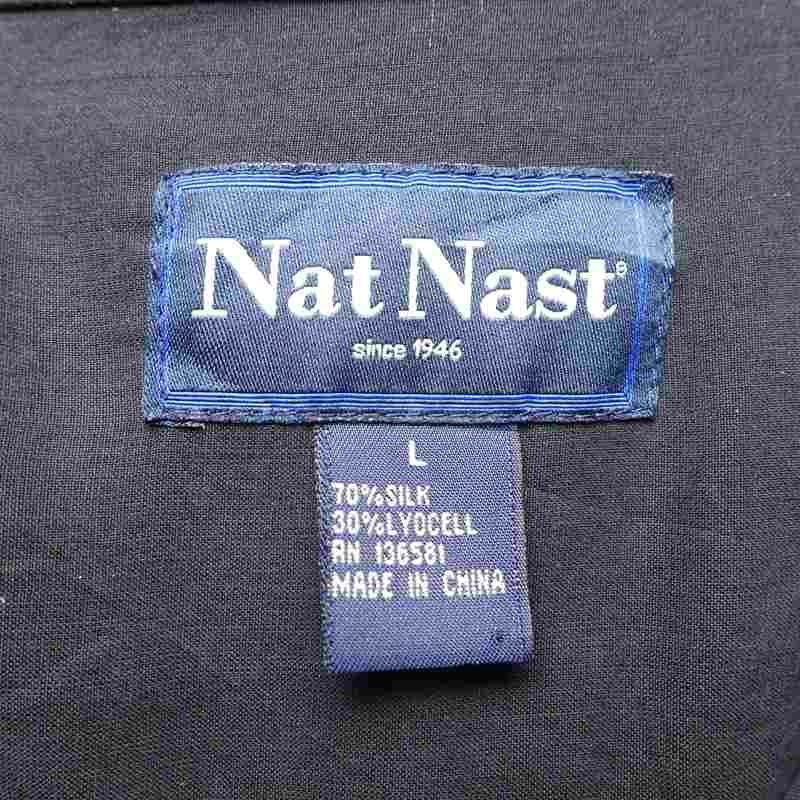 Nat Nast®
since 1946
L
70%SILK
30%LYOCELL
RN 136581
MADE IN CHINA